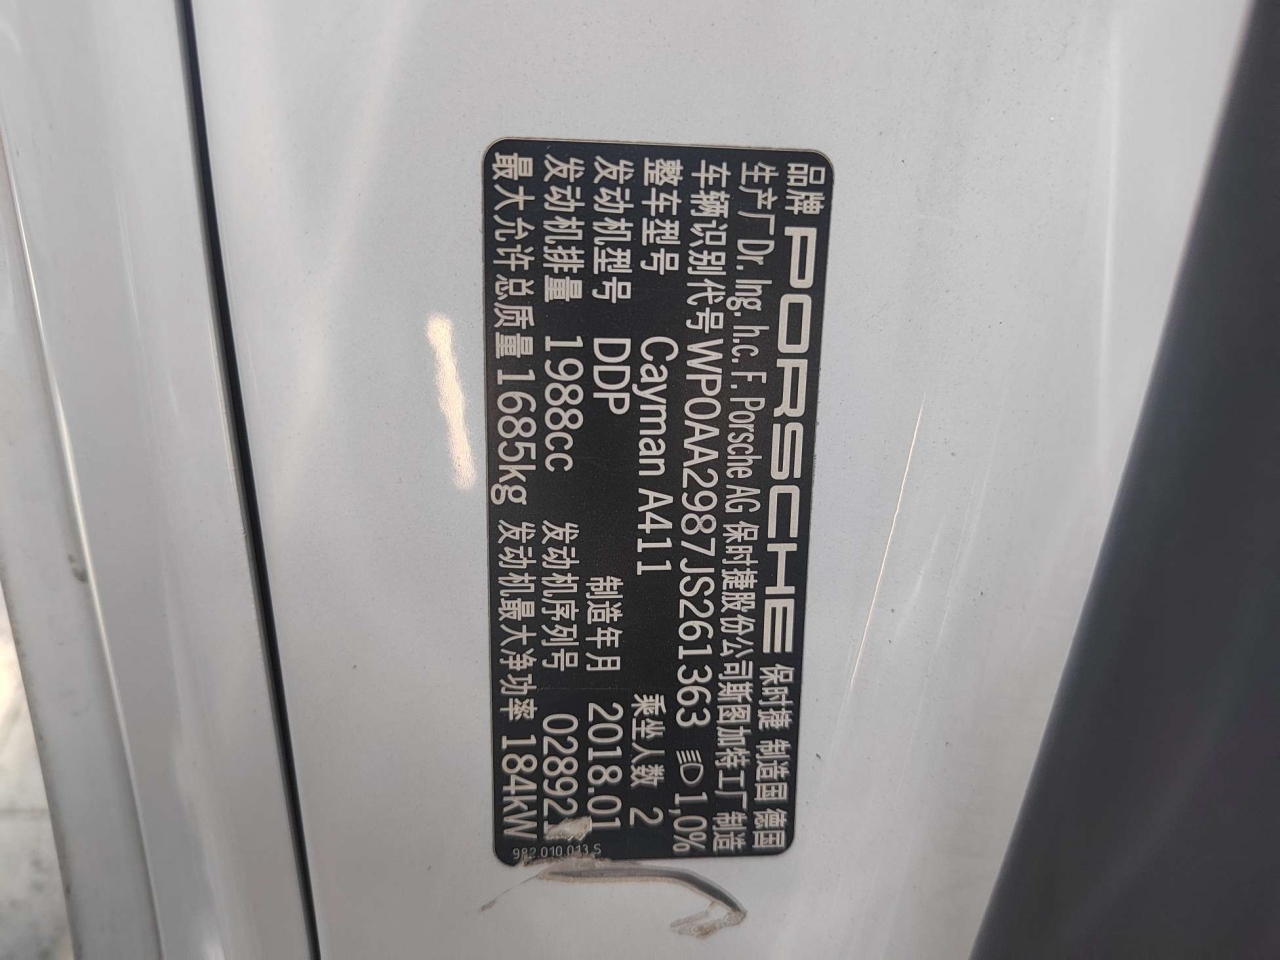 品牌 PORSCHE 保时捷 制造国 德国
生产厂Dr. Ing. h.c. F. Porsche AG 保时捷股份公司斯图加特工厂 制造
车辆识别代号 WP0AA2987JS261363 1,0%
整车型号 Cayman A411 乘坐人数 2
发动机型号 DDP 制造年月 2018.01
发动机排量 1988cc 发动机序列号 028921
最大允许总质量 1685kg 发动机最大净功率 184kW
982.010.013.S